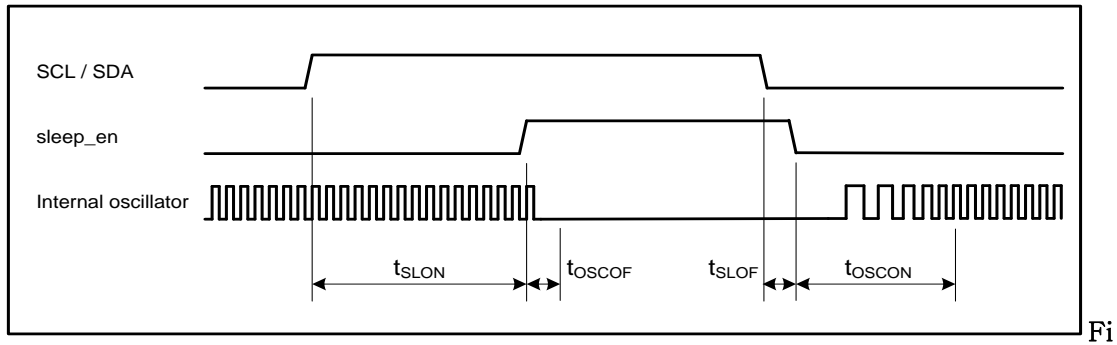 SCL / SDA
sleep_en
Internal oscillator
tSLON tOSCOF tSLOF tOSCON
Fi